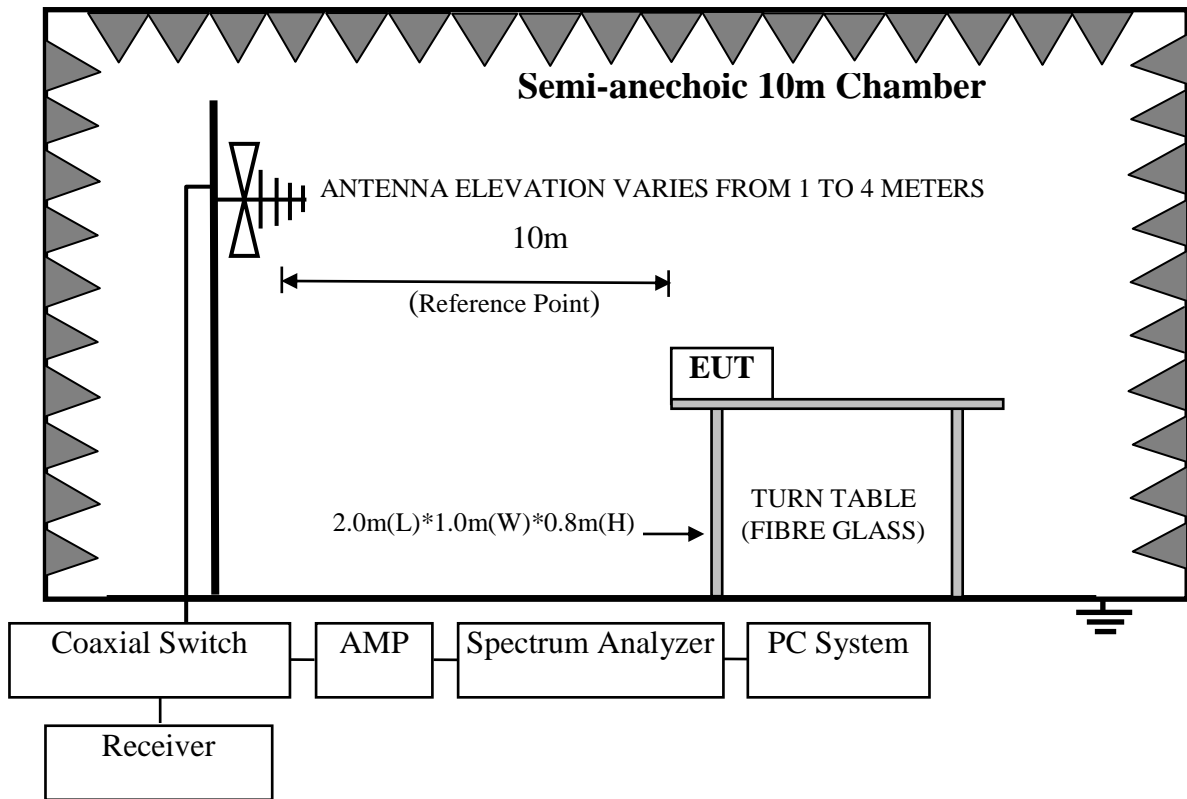 Semi-anechoic 10m Chamber
ANTENNA ELEVATION VARIES FROM 1 TO 4 METERS
10m
(Reference Point)
EUT
2.0m(L)*1.0m(W)*0.8m(H)
TURN TABLE
(FIBRE GLASS)
Coaxial Switch
AMP
Spectrum Analyzer
PC System
Receiver